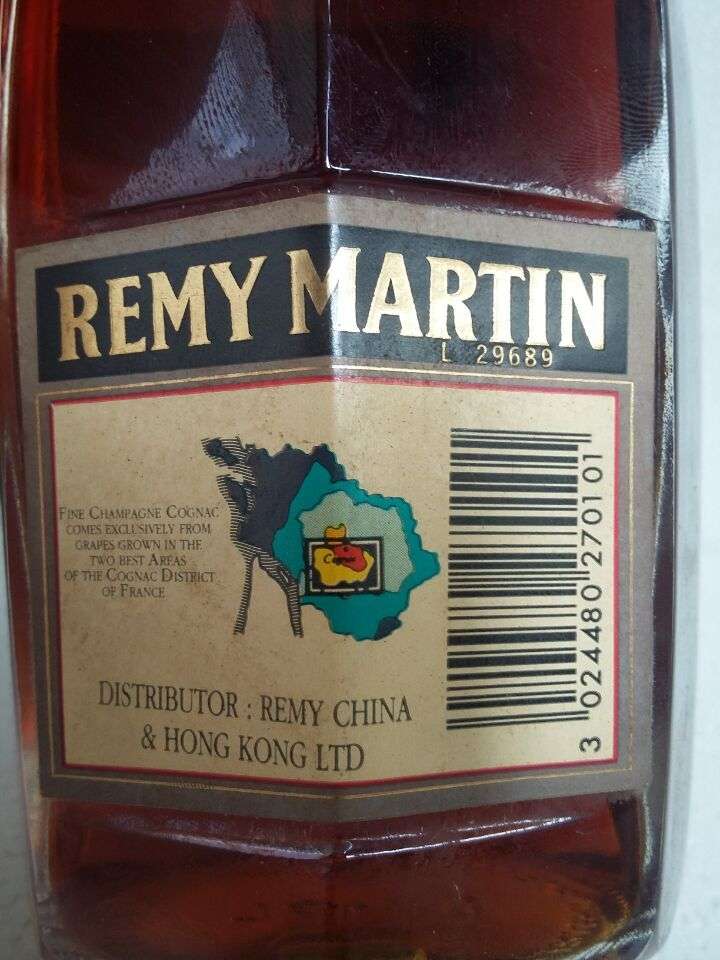 REMY MARTIN
L 29689
FINE CHAMPAGNE COGNAC
COMES EXCLUSIVELY FROM
GRAPES GROWN IN THE
TWO BEST AREAS
OF THE COGNAC DISTRICT
OF FRANCE
Cognac
DISTRIBUTOR : REMY CHINA
& HONG KONG LTD
3 024480 270101